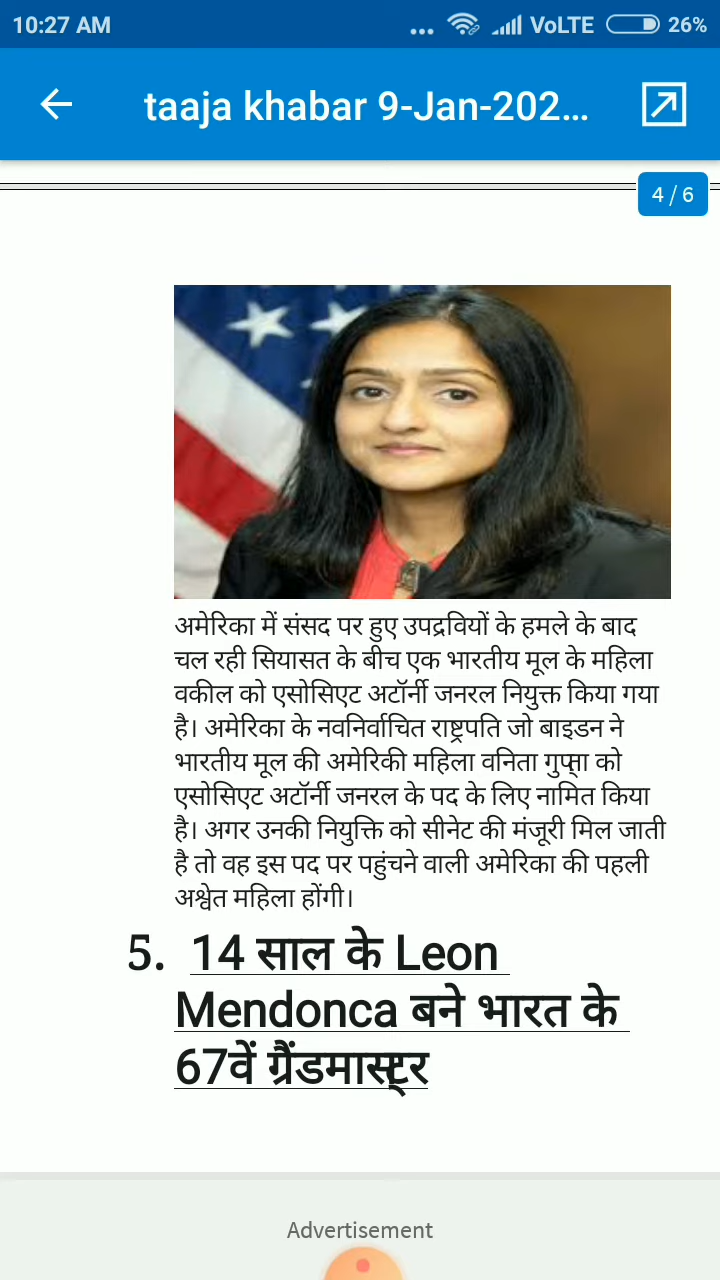 10:27 AM ... VoLTE 26%
taaja khabar 9-Jan-202...
4 / 6
अमेरिका में संसद पर हुए उपद्रवियों के हमले के बाद
चल रही सियासत के बीच एक भारतीय मूल के महिला
वकील को एसोसिएट अटॉर्नी जनरल नियुक्त किया गया
है। अमेरिका के नवनिर्वाचित राष्ट्रपति जो बाइडन ने
भारतीय मूल की अमेरिकी महिला वनिता गुप्ता को
एसोसिएट अटॉर्नी जनरल के पद के लिए नामित किया
है। अगर उनकी नियुक्ति को सीनेट की मंजूरी मिल जाती
है तो वह इस पद पर पहुंचने वाली अमेरिका की पहली
अश्वेत महिला होंगी।
5. 14 साल के Leon
Mendonca बने भारत के
67वें ग्रैंडमास्ट्र
Advertisement